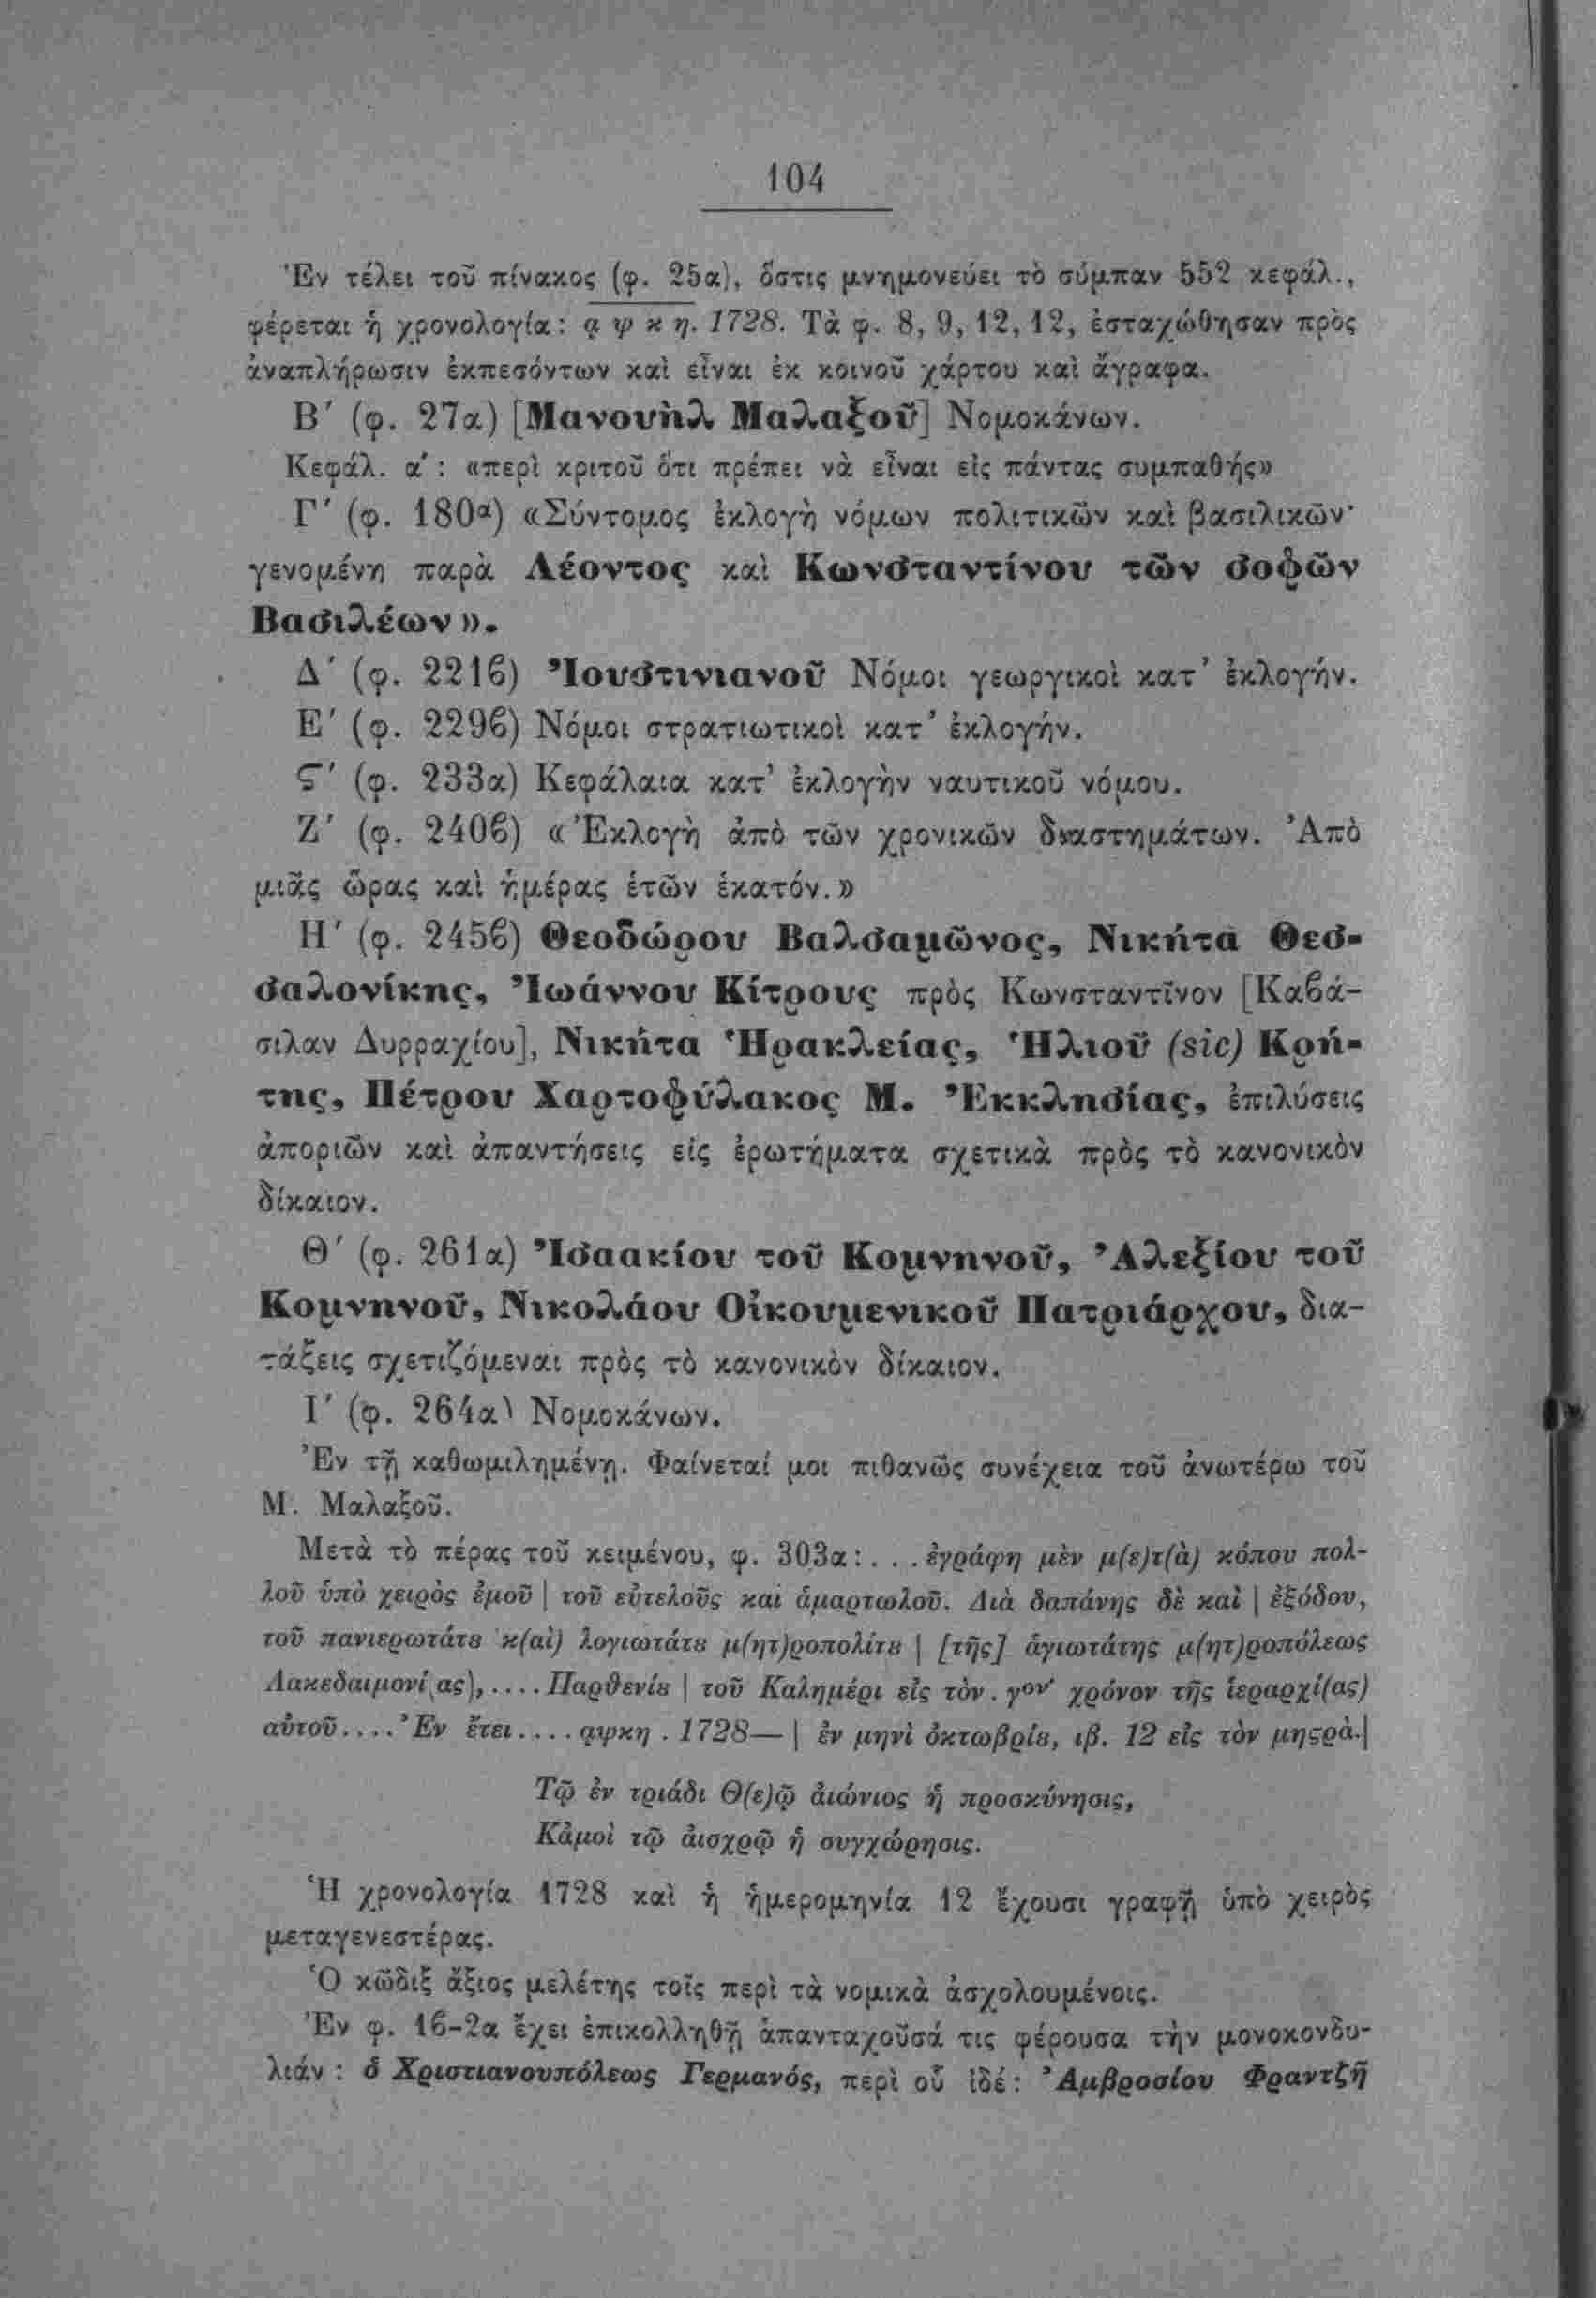 104
Ἐν τέλει τοῦ πίνακος (φ. 25α), ὅστις μνημονεύει τὸ σύμπαν 552 κεφάλ.,
φέρεται ἡ χρονολογία: ᾳ ψ κ η. 1728. Τὰ φ. 8, 9, 12, 12, ἐσταχώθησαν πρὸς
ἀναπλήρωσιν ἐκπεσόντων καὶ εἶναι ἐκ κοινοῦ χάρτου καὶ ἄγραφα.
Β′ (φ. 27α) [Μανουὴλ Μαλαξοῦ] Νομοκάνων.
Κεφάλ. α′: «περὶ κριτοῦ ὅτι πρέπει νὰ εἶναι εἰς πάντας συμπαθής»
Γ′ (φ. 180α) «Σύντομος ἐκλογὴ νόμων πολιτικῶν καὶ βασιλικῶν·
γενομένη παρὰ Λέοντος καὶ Κωνσταντίνου τῶν σοφῶν
Βασιλέων».
Δ′ (φ. 221ϐ) Ἰουστινιανοῦ Νόμοι γεωργικοὶ κατ’ ἐκλογήν.
Ε′ (φ. 229ϐ) Νόμοι στρατιωτικοὶ κατ’ ἐκλογήν.
Ϛ′ (φ. 233α) Κεφάλαια κατ’ ἐκλογὴν ναυτικοῦ νόμου.
Ζ′ (φ. 240ϐ) «Ἐκλογὴ ἀπὸ τῶν χρονικῶν διαστημάτων. Ἀπὸ
μιᾶς ὥρας καὶ ἡμέρας ἐτῶν ἑκατόν.»
Η′ (φ. 245ϐ) Θεοδώρου Βαλσαμῶνος, Νικήτα Θεσ-
σαλονίκης, Ἰωάννου Κίτρους πρὸς Κωνσταντῖνον [Καϐά-
σιλαν Δυρραχίου], Νικήτα Ἡρακλείας, Ἡλιοῦ (sic) Κρή-
της, Πέτρου Χαρτοφύλακος Μ. Ἐκκλησίας, ἐπιλύσεις
ἀποριῶν καὶ ἀπαντήσεις εἰς ἐρωτήματα σχετικὰ πρὸς τὸ κανονικὸν
δίκαιον.
Θ′ (φ. 261α) Ἰσαακίου τοῦ Κομνηνοῦ, Ἀλεξίου τοῦ
Κομνηνοῦ, Νικολάου Οἰκουμενικοῦ Πατριάρχου, δια-
τάξεις σχετιζόμεναι πρὸς τὸ κανονικὸν δίκαιον.
Ι′ (φ. 264α) Νομοκάνων.
Ἐν τῇ καθωμιλημένῃ. Φαίνεταί μοι πιθανῶς συνέχεια τοῦ ἀνωτέρω τοῦ
Μ. Μαλαξοῦ.
Μετὰ τὸ πέρας τοῦ κειμένου, φ. 303α:... ἐγράφη μὲν μ(ε)τ(ὰ) κόπου πολ-
λοῦ ὑπὸ χειρὸς ἐμοῦ | τοῦ εὐτελοῦς καὶ ἁμαρτωλοῦ. Διὰ δαπάνης δὲ καὶ | ἐξόδου,
τοῦ πανιερωτάτȣ κ(αὶ) λογιωτάτȣ μ(ητ)ροπολίτȣ | [τῆς] ἁγιωτάτης μ(ητ)ροπόλεως
Λακεδαιμονί(ας),....Παρθενίȣ | τοῦ Καλημέρι εἰς τὸν. γον′ χρόνον τῆς ἱεραρχί(ας)
αὐτοῦ....Ἐν ἔτει....ᾳψκη. 1728— | ἐν μηνὶ ὀκτωβρίȣ, ιβ. 12 εἰς τὸν μηϛρὰ.|
Τῷ ἐν τριάδι Θ(ε)ῷ ἀιώνιος ἡ προσκύνησις,
Κἀμοὶ τῷ ἀισχρῷ ἡ συγχώρησις.
Ἡ χρονολογία 1728 καὶ ἡ ἡμερομηνία 12 ἔχουσι γραφῇ ὑπὸ χειρὸς
μεταγενεστέρας.
Ὁ κῶδιξ ἄξιος μελέτης τοῖς περὶ τὰ νομικὰ ἀσχολουμένοις.
Ἐν φ. 1ϐ-2α ἔχει ἐπικολληθῇ ἀπανταχοῦσά τις φέρουσα τὴν μονοκονδυ-
λιάν: ὁ Χριστιανουπόλεως Γερμανός, περὶ οὗ ἰδέ: Ἀμβροσίου Φραντζῆ